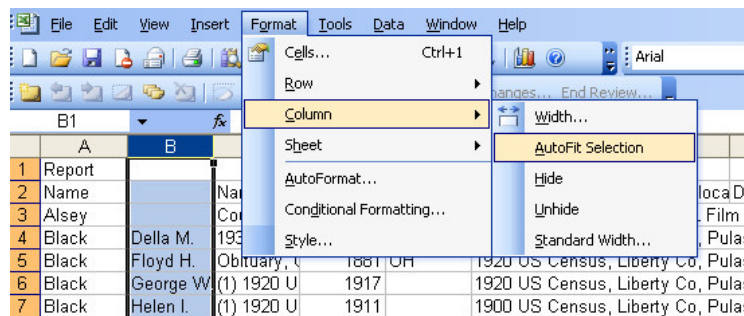 File Edit View Insert Format Tools Data Window Help
Cells... Ctrl+1
Arial
Row
anges... End Review...
B1 fx Column Width...
A B Sheet AutoFit Selection
1 Report AutoFormat... Hide
2 Name Nar loca D
3 Alsey Cou Conditional Formatting... Unhide Film
4 Black Della M. 193 Style... Standard Width... , Pulas
5 Black Floyd H. Obituary, 1881 OH 1920 US Census, Liberty Co, Pulas
6 Black George W. (1) 1920 U 1917 1920 US Census, Liberty Co, Pulas
7 Black Helen I. (1) 1920 U 1911 1900 US Census, Liberty Co, Pulas